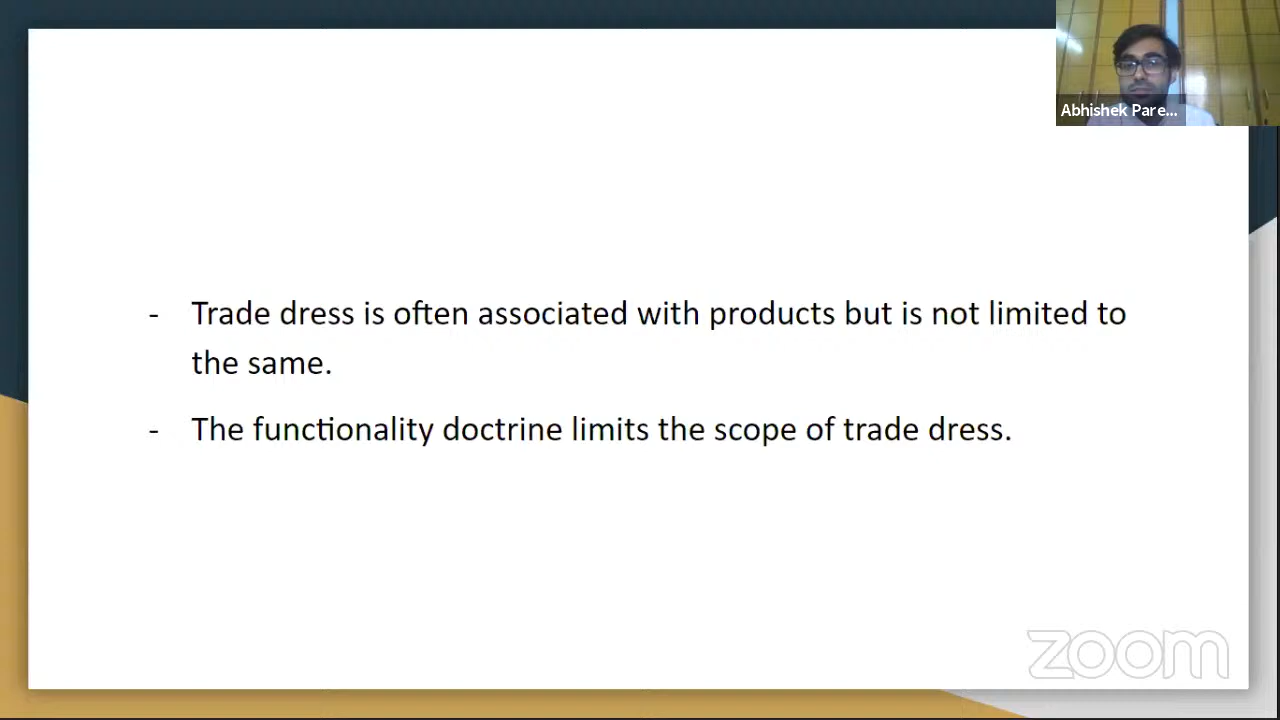 Abhishek Pare...
- Trade dress is often associated with products but is not limited to
the same.
- The functionality doctrine limits the scope of trade dress.
zoom